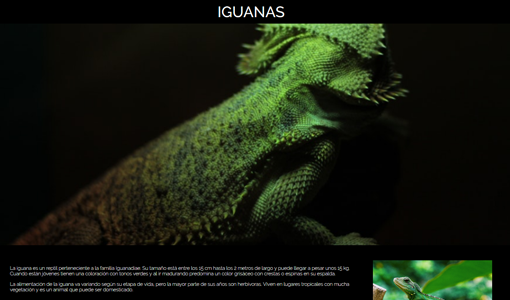 IGUANAS
La iguana es un reptil perteneciente a la familia Iguanadiae. Su tamaño está entre los 15 cm hasta los 2 metros de largo y puede llegar a pesar unos 15 kg.
Cuando están jóvenes tienen una coloración con tonos verdes y al ir madurando predomina un color grisáceo con crestas o espinas en su espalda.
La alimentación de la iguana va variando según su etapa de vida, pero la mayor parte de sus años son herbívoras. Viven en lugares tropicales con mucha
vegetación y es un animal que puede ser domesticado.